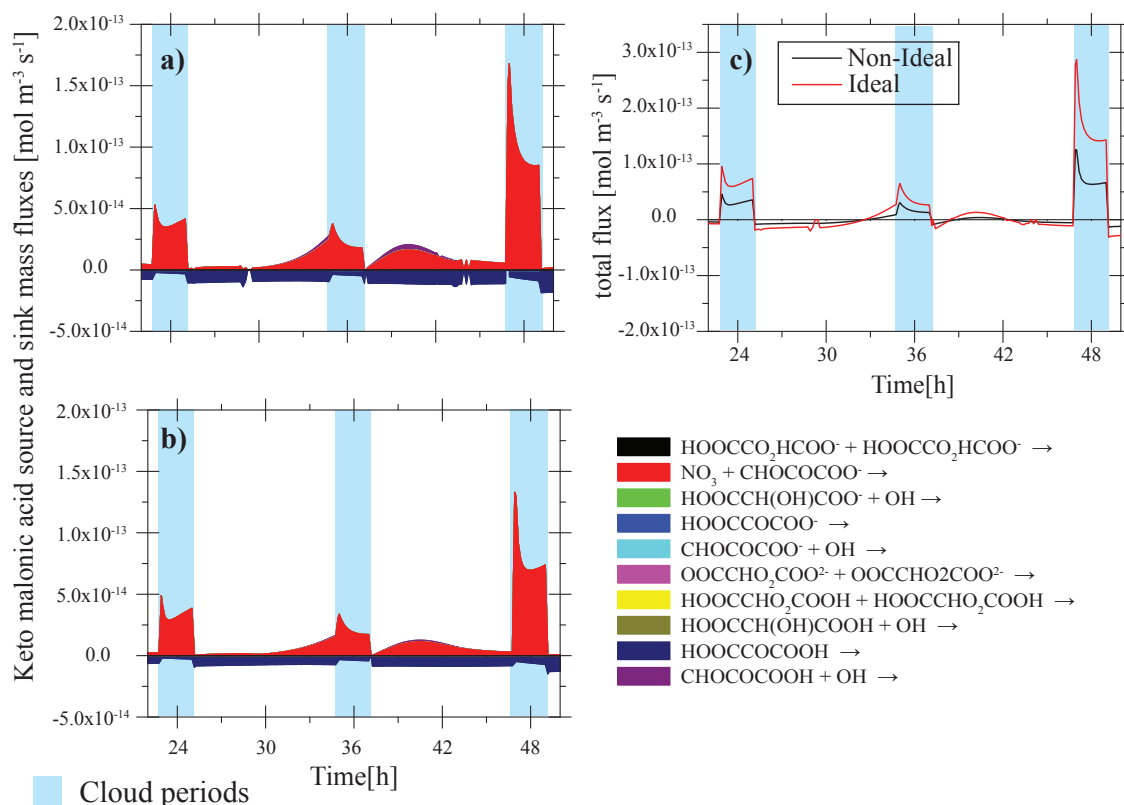 Keto malonic acid source and sink mass fluxes [mol m⁻³ s⁻¹]
a)
2.0x10⁻¹³
1.5x10⁻¹³
1.0x10⁻¹³
5.0x10⁻¹⁴
0.0
-5.0x10⁻¹⁴
24 30 36 42 48
b)
2.0x10⁻¹³
1.5x10⁻¹³
1.0x10⁻¹³
5.0x10⁻¹⁴
0.0
-5.0x10⁻¹⁴
24 30 36 42 48
Time[h]
Cloud periods
c)
Non-Ideal
Ideal
total flux [mol m⁻³ s⁻¹]
3.0x10⁻¹³
2.0x10⁻¹³
1.0x10⁻¹³
0.0
-1.0x10⁻¹³
-2.0x10⁻¹³
24 30 36 42 48
Time[h]
HOOCCO₂HCOO⁻ + HOOCCO₂HCOO⁻ →
NO₃ + CHOCOCOO⁻ →
HOOCCH(OH)COO⁻ + OH →
HOOCCOCOO⁻ →
CHOCOCOO⁻ + OH →
OOCCHO₂COO²⁻ + OOCCHO2COO²⁻ →
HOOCCHO₂COOH + HOOCCHO₂COOH →
HOOCCH(OH)COOH + OH →
HOOCCOCOOH →
CHOCOCOOH + OH →